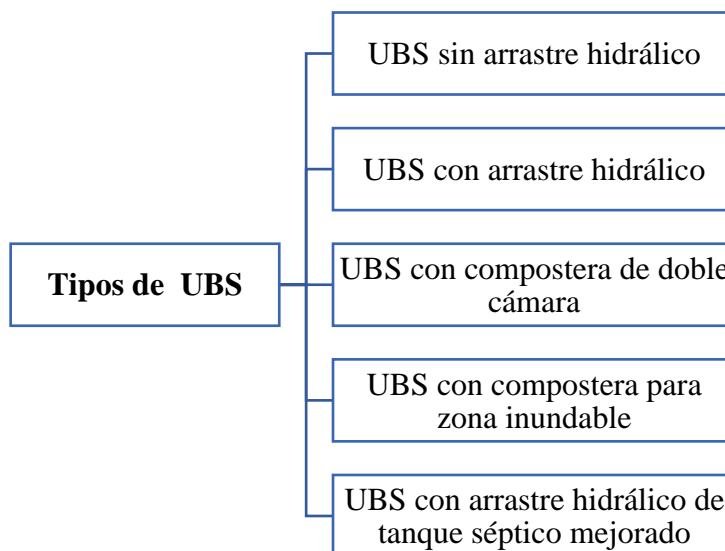 UBS sin arrastre hidrálico
UBS con arrastre hidrálico
Tipos de UBS
UBS con compostera de doble
cámara
UBS con compostera para
zona inundable
UBS con arrastre hidrálico de
tanque séptico mejorado